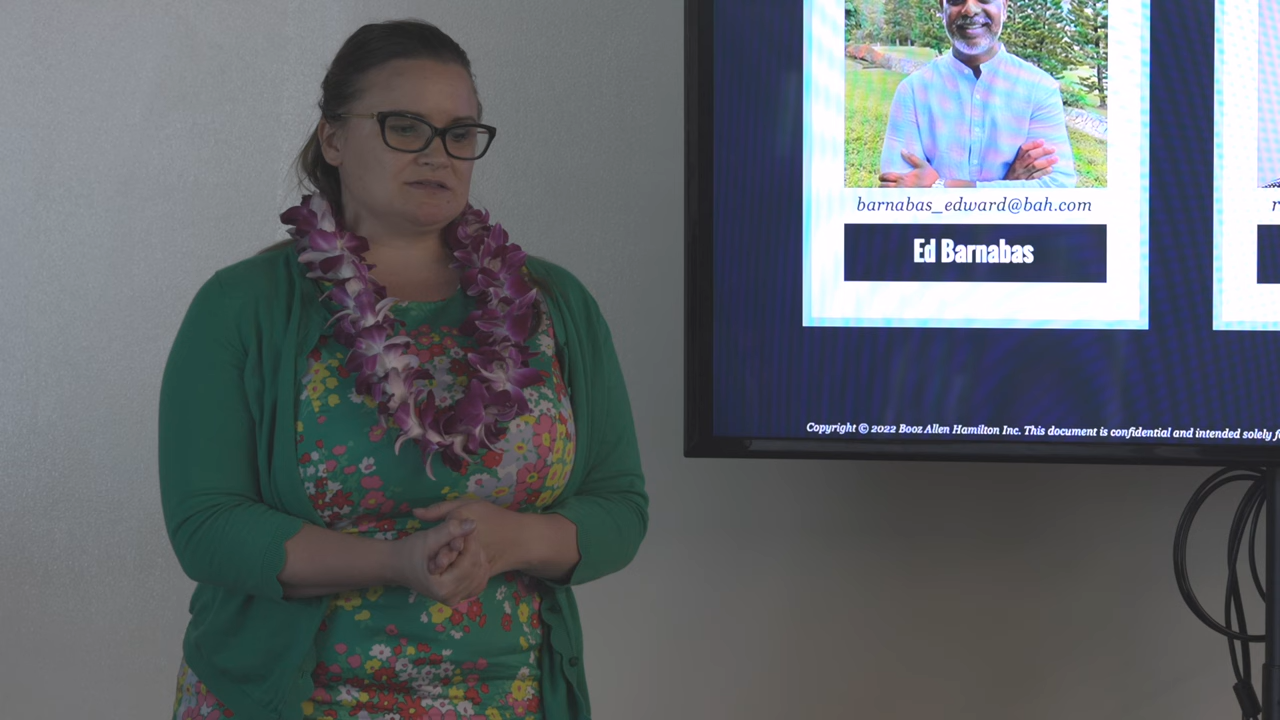 barnabas_edward@bah.com
Ed Barnabas
Copyright © 2022 Booz Allen Hamilton Inc. This document is confidential and intended solely